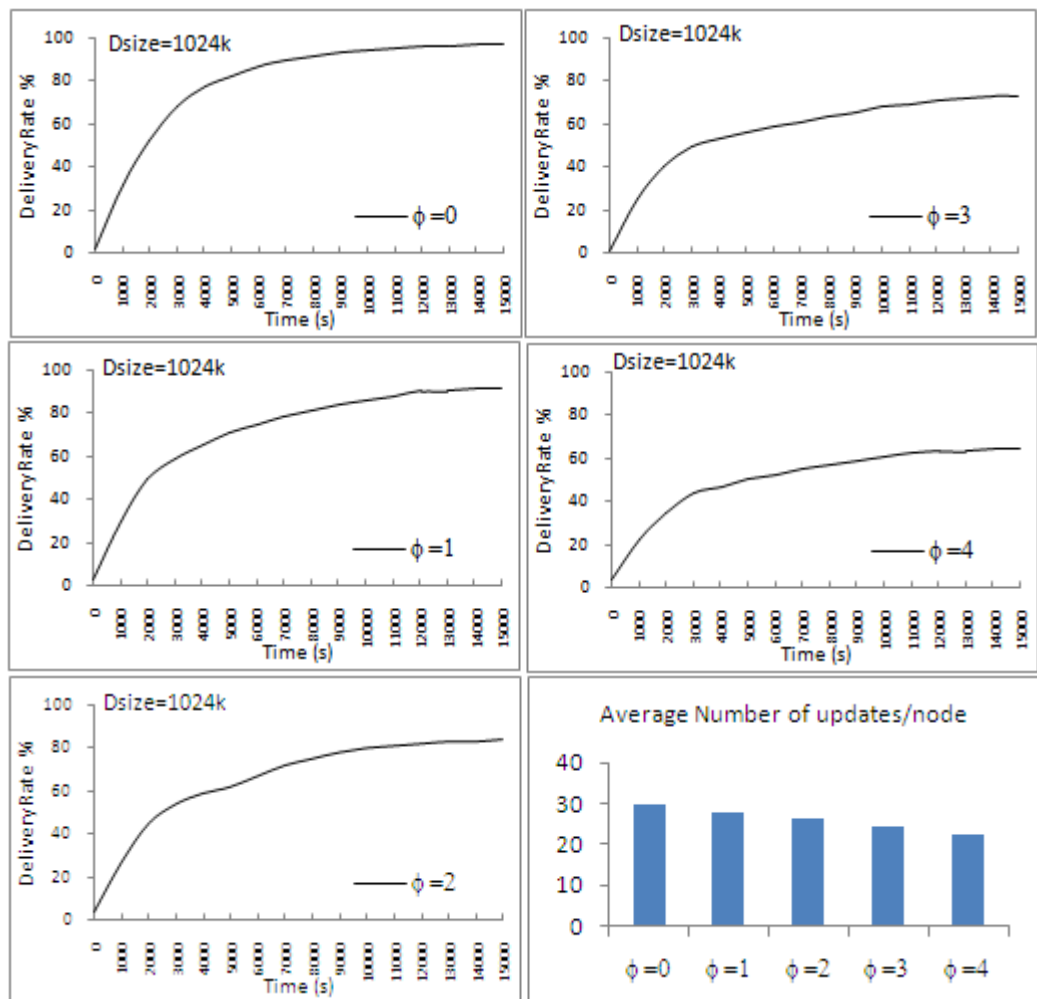 Dsize=1024k
DeliveryRate %
100
80
60
40
20
0
ϕ =0
0 1000 2000 3000 4000 5000 6000 7000 8000 9000 10000 11000 12000 13000 14000 15000
Time (s)
Dsize=1024k
DeliveryRate %
100
80
60
40
20
0
ϕ =3
0 1000 2000 3000 4000 5000 6000 7000 8000 9000 10000 11000 12000 13000 14000 15000
Time (s)
Dsize=1024k
DeliveryRate %
100
80
60
40
20
0
ϕ =1
0 1000 2000 3000 4000 5000 6000 7000 8000 9000 10000 11000 12000 13000 14000 15000
Time (s)
Dsize=1024k
DeliveryRate %
100
80
60
40
20
0
ϕ =4
0 1000 2000 3000 4000 5000 6000 7000 8000 9000 10000 11000 12000 13000 14000 15000
Time (s)
Dsize=1024k
DeliveryRate %
100
80
60
40
20
0
ϕ =2
0 1000 2000 3000 4000 5000 6000 7000 8000 9000 10000 11000 12000 13000 14000 15000
Time (s)
Average Number of updates/node
40
30
20
10
0
ϕ =0 ϕ =1 ϕ =2 ϕ =3 ϕ =4